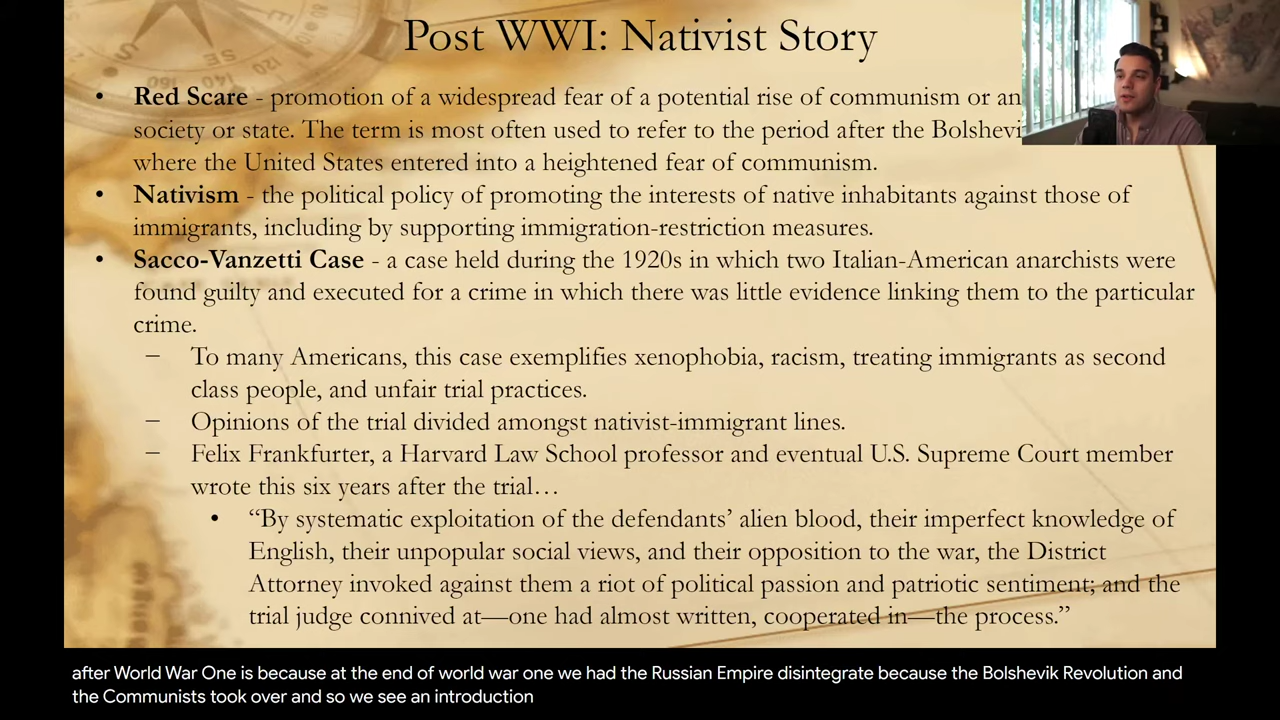 Post WWI: Nativist Story
• Red Scare - promotion of a widespread fear of a potential rise of communism or an
society or state. The term is most often used to refer to the period after the Bolshevi
where the United States entered into a heightened fear of communism.
• Nativism - the political policy of promoting the interests of native inhabitants against those of
immigrants, including by supporting immigration-restriction measures.
• Sacco-Vanzetti Case - a case held during the 1920s in which two Italian-American anarchists were
found guilty and executed for a crime in which there was little evidence linking them to the particular
crime.
– To many Americans, this case exemplifies xenophobia, racism, treating immigrants as second
class people, and unfair trial practices.
– Opinions of the trial divided amongst nativist-immigrant lines.
– Felix Frankfurter, a Harvard Law School professor and eventual U.S. Supreme Court member
wrote this six years after the trial…
• “By systematic exploitation of the defendants’ alien blood, their imperfect knowledge of
English, their unpopular social views, and their opposition to the war, the District
Attorney invoked against them a riot of political passion and patriotic sentiment; and the
trial judge connived at—one had almost written, cooperated in—the process.”
after World War One is because at the end of world war one we had the Russian Empire disintegrate because the Bolshevik Revolution and
the Communists took over and so we see an introduction